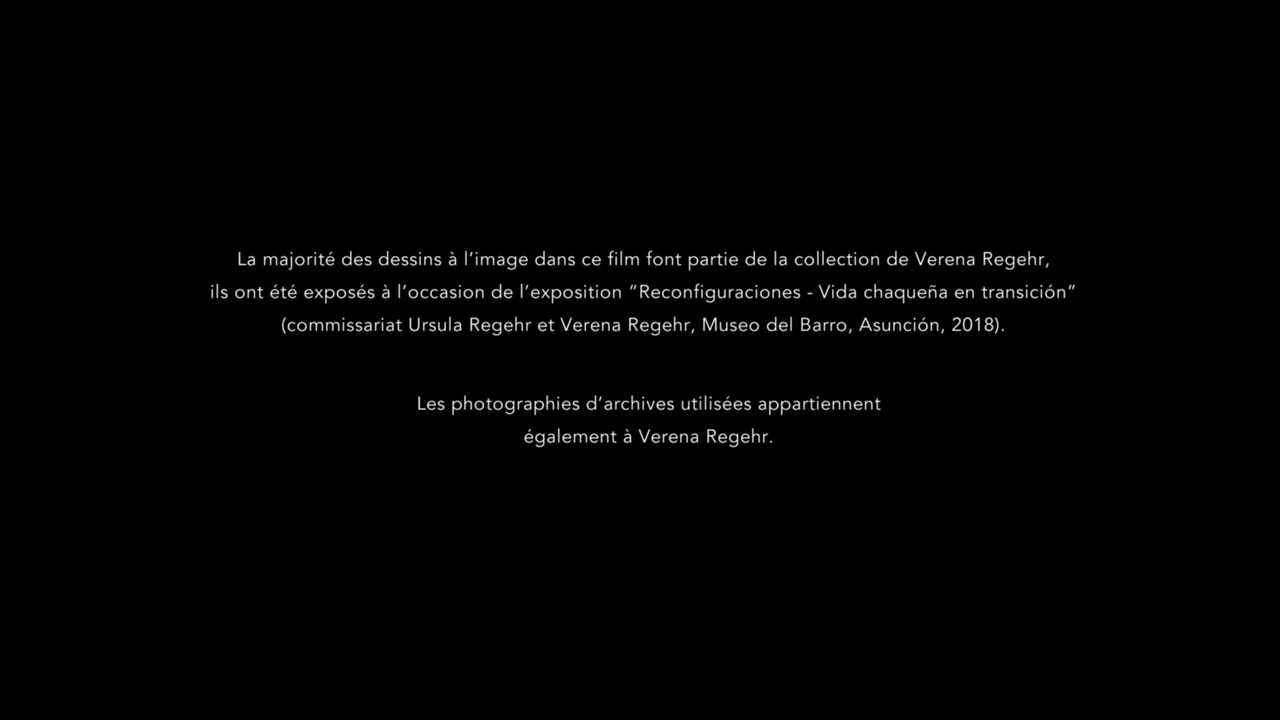 La majorité des dessins à l’image dans ce film font partie de la collection de Verena Regehr,
ils ont été exposés à l’occasion de l’exposition “Reconfiguraciones - Vida chaqueña en transición”
(commissariat Ursula Regehr et Verena Regehr, Museo del Barro, Asunción, 2018).
Les photographies d’archives utilisées appartiennent
également à Verena Regehr.